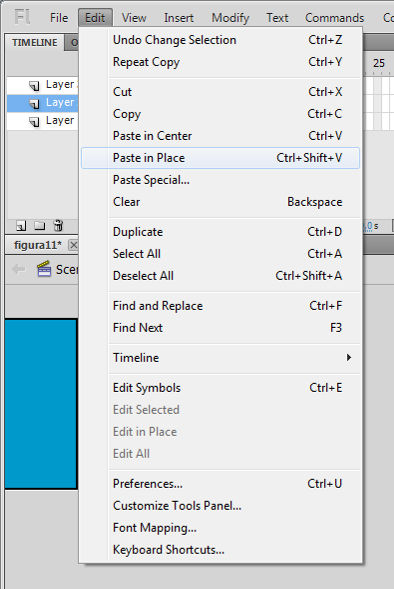 Fl File Edit View Insert Modify Text Commands Co
TIMELINE O
25
Layer
Layer
Layer
,0 s
figura11*
Scen
Undo Change Selection Ctrl+Z
Repeat Copy Ctrl+Y
Cut Ctrl+X
Copy Ctrl+C
Paste in Center Ctrl+V
Paste in Place Ctrl+Shift+V
Paste Special...
Clear Backspace
Duplicate Ctrl+D
Select All Ctrl+A
Deselect All Ctrl+Shift+A
Find and Replace Ctrl+F
Find Next F3
Timeline
Edit Symbols Ctrl+E
Edit Selected
Edit in Place
Edit All
Preferences... Ctrl+U
Customize Tools Panel...
Font Mapping...
Keyboard Shortcuts...